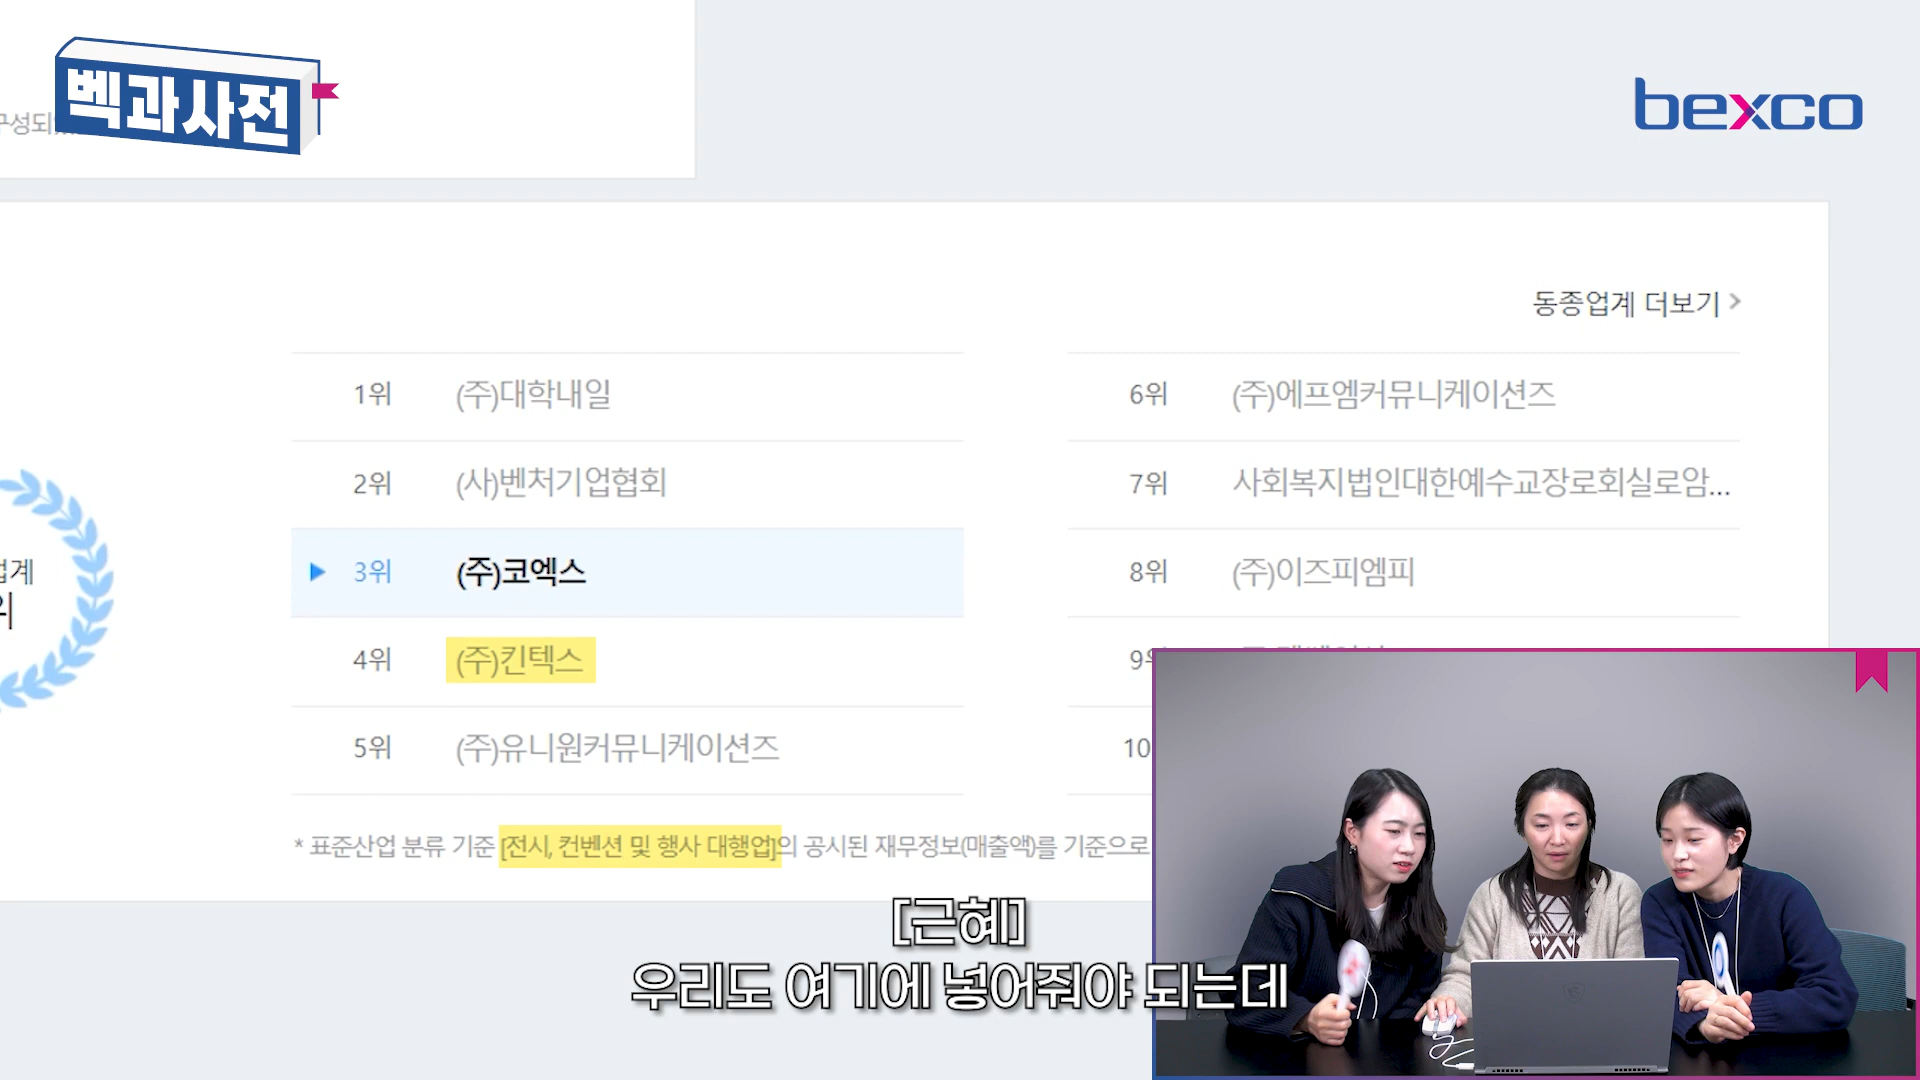 벡과사전
bexco
구성되
동종업계 더보기 >
1위 (주)대학내일
2위 (사)벤처기업협회
3위 (주)코엑스
4위 (주)킨텍스
5위 (주)유니원커뮤니케이션즈
6위 (주)에프엠커뮤니케이션즈
7위 사회복지법인대한예수교장로회실로암...
8위 (주)이즈피엠피
9위
10
업계
위
* 표준산업 분류 기준 [전시, 컨벤션 및 행사 대행업]의 공시된 재무정보(매출액)를 기준으로
[근혜]
우리도 여기에 넣어줘야 되는데